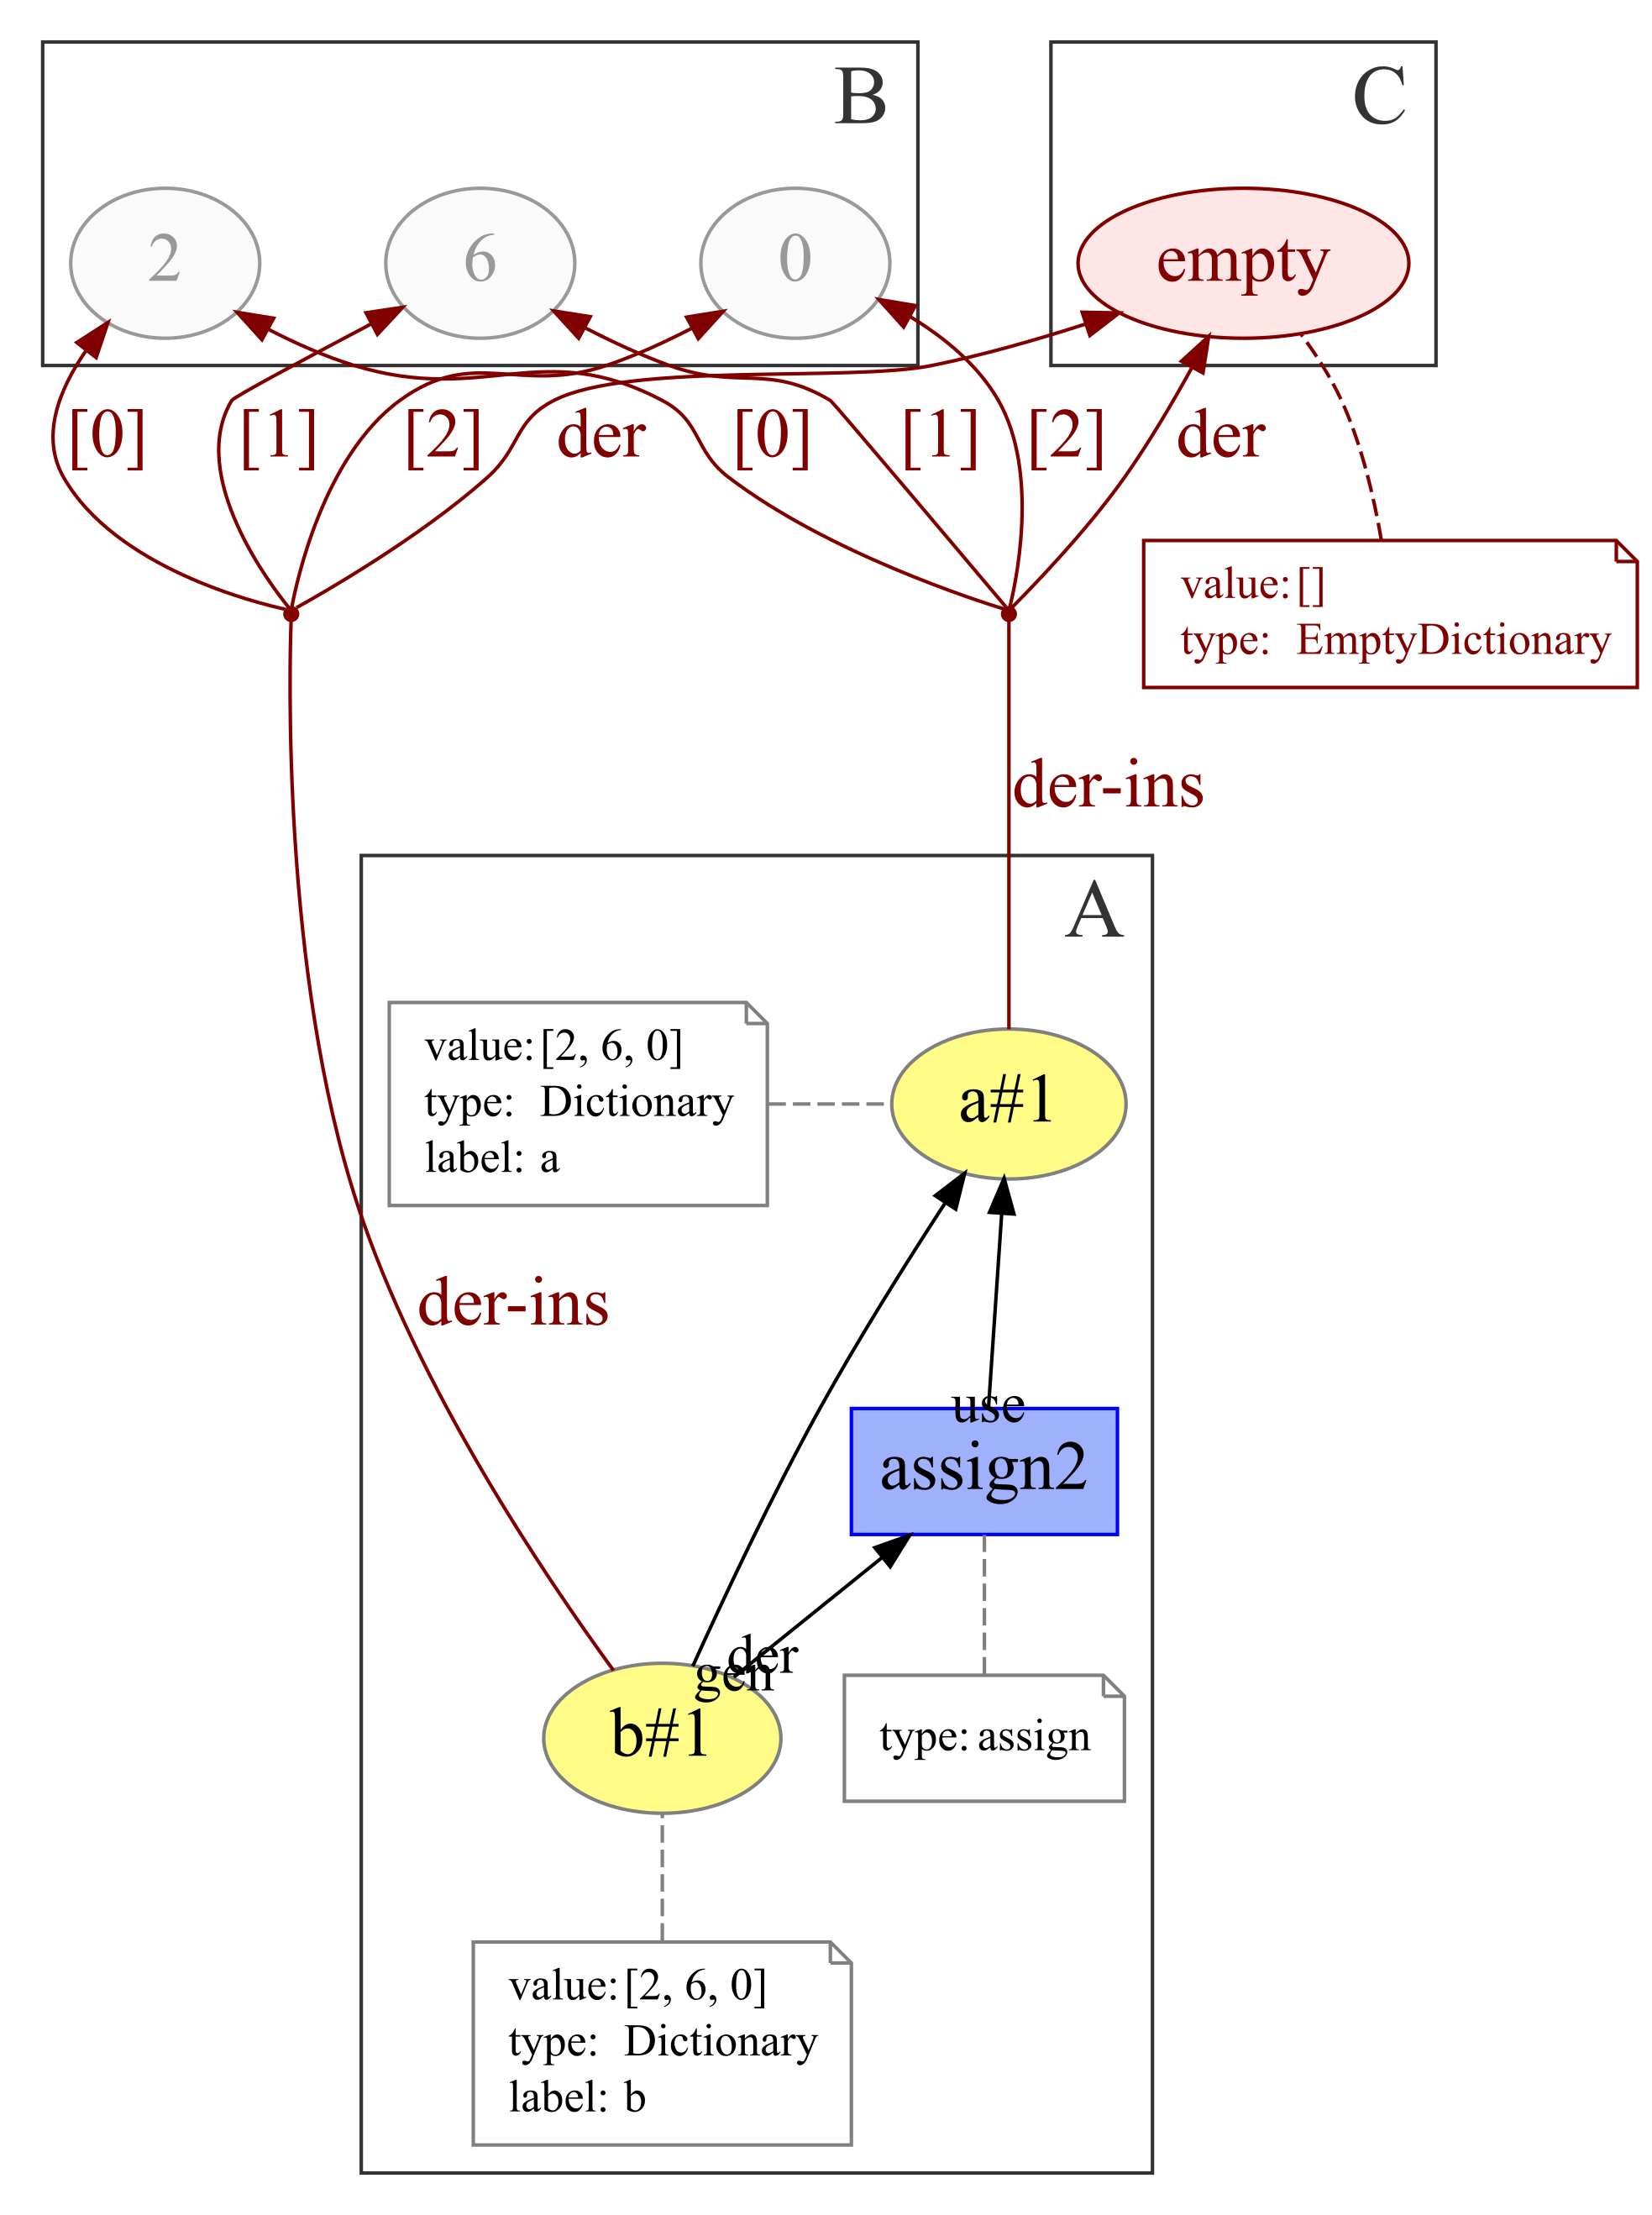 B
C
2
6
0
empty
[0]
[1]
[2]
der
[0]
[1]
[2]
der
value: []
type: EmptyDictionary
der-ins
A
value: [2, 6, 0]
type: Dictionary
label: a
a#1
der-ins
use
assign2
der
gen
b#1
type: assign
value: [2, 6, 0]
type: Dictionary
label: b